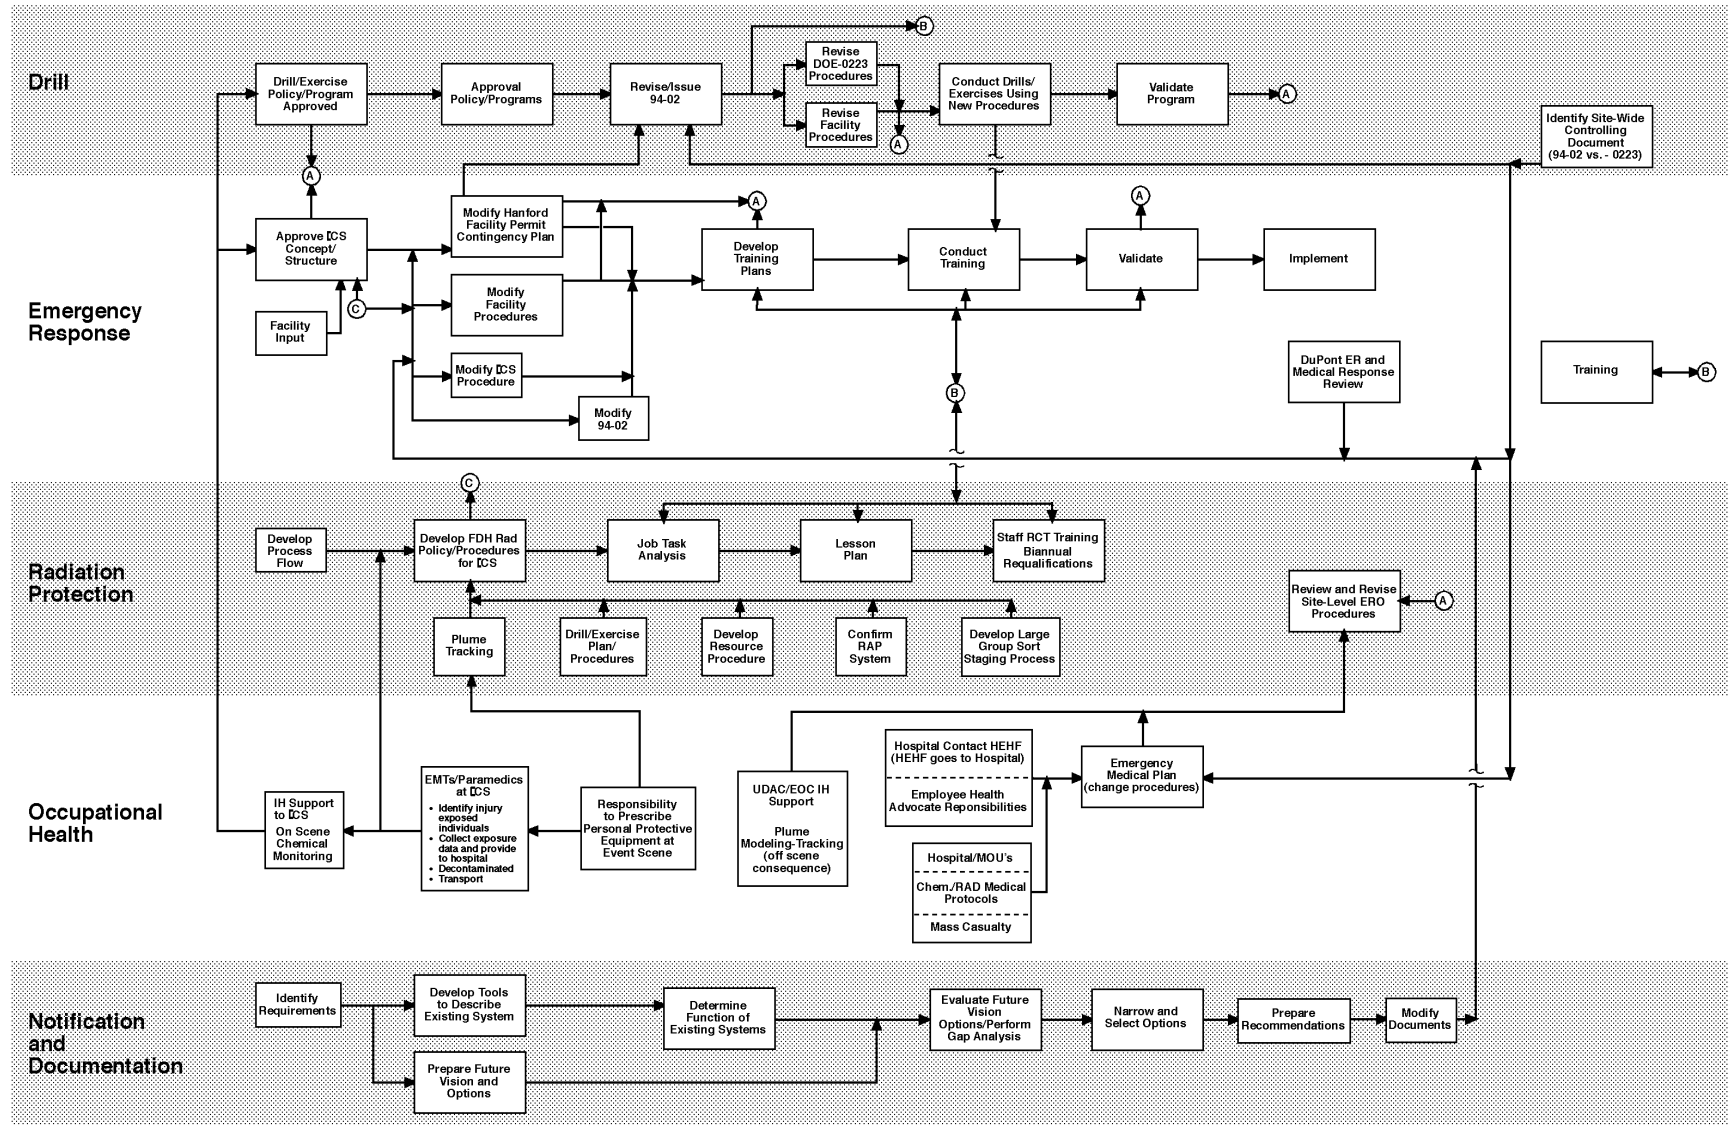 Drill
Drill/Exercise
Policy/Program
Approved
Approval
Policy/Programs
Revise/Issue
94-02
B
Revise
DOE-0223
Procedures
Revise
Facility
Procedures
A
Conduct Drills/
Exercises Using
New Procedures
Validate
Program
A
Identify Site-Wide
Controlling
Document
(94-02 vs. - 0223)
A
Emergency
Response
Approve ICS
Concept/
Structure
Facility
Input
C
Modify Hanford
Facility Permit
Contingency Plan
Modify
Facility
Procedures
Modify ICS
Procedure
Modify
94-02
A
Develop
Training
Plans
Conduct
Training
A
Validate
Implement
B
DuPont ER and
Medical Response
Review
Training
B
Radiation
Protection
C
Develop
Process
Flow
Develop FDH Rad
Policy/Procedures
for ICS
Job Task
Analysis
Lesson
Plan
Staff RCT Training
Biannual
Requalifications
Plume
Tracking
Drill/Exercise
Plan/
Procedures
Develop
Resource
Procedure
Confirm
RAP
System
Develop Large
Group Sort
Staging Process
Review and Revise
Site-Level ERO
Procedures
A
Occupational
Health
IH Support
to ICS
On Scene
Chemical
Monitoring
EMTs/Paramedics
at ICS
• Identify injury
exposed
individuals
• Collect exposure
data and provide
to hospital
• Decontaminated
• Transport
Responsibility
to Prescribe
Personal Protective
Equipment at
Event Scene
UDAC/EOC IH
Support
Plume
Modeling-Tracking
(off scene
consequence)
Hospital Contact HEHF
(HEHF goes to Hospital)
Employee Health
Advocate Reponsibilities
Hospital/MOU's
Chem./RAD Medical
Protocols
Mass Casualty
Emergency
Medical Plan
(change procedures)
Notification
and
Documentation
Identify
Requirements
Develop Tools
to Describe
Existing System
Prepare Future
Vision and
Options
Determine
Function of
Existing Systems
Evaluate Future
Vision
Options/Perform
Gap Analysis
Narrow and
Select Options
Prepare
Recommendations
Modify
Documents